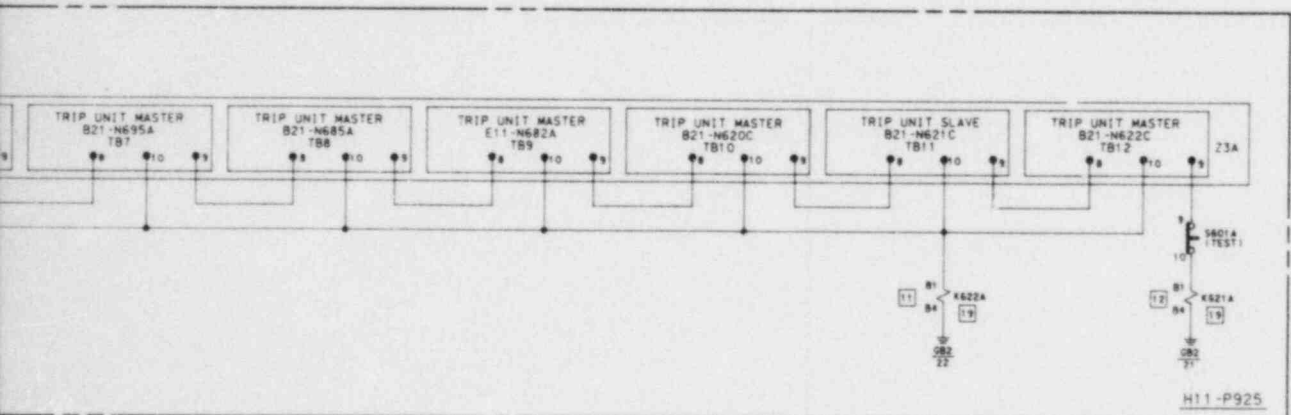 TRIP UNIT MASTER
B21-N695A
TB7
TRIP UNIT MASTER
B21-N685A
TB8
TRIP UNIT MASTER
E11-N682A
TB9
TRIP UNIT MASTER
B21-N620C
TB10
TRIP UNIT SLAVE
B21-N621C
TB11
TRIP UNIT MASTER
B21-N622C
TB12
Z3A
9 8 10 9 8 10 9 8 10 9 8 10 9 8 10 9 8 10 9
9 S601A
(TEST)
10
11 B1 K622A
B4 19
GB2
22
12 B1 K621A
B4 19
GB2
21
H11-P925